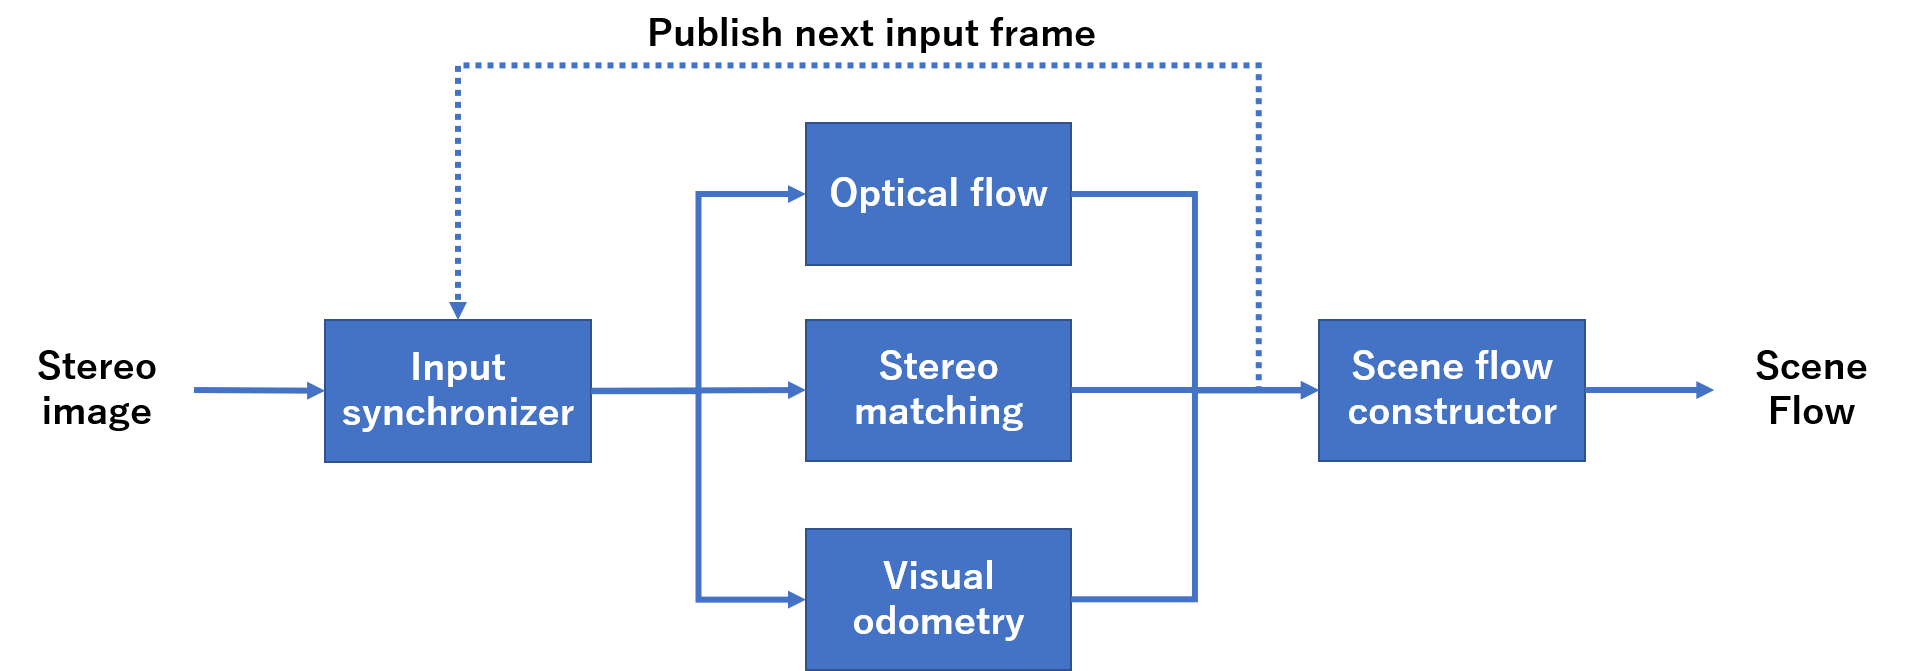 Publish next input frame
Optical flow
Stereo
image
Input
synchronizer
Stereo
matching
Scene flow
constructor
Scene
Flow
Visual
odometry